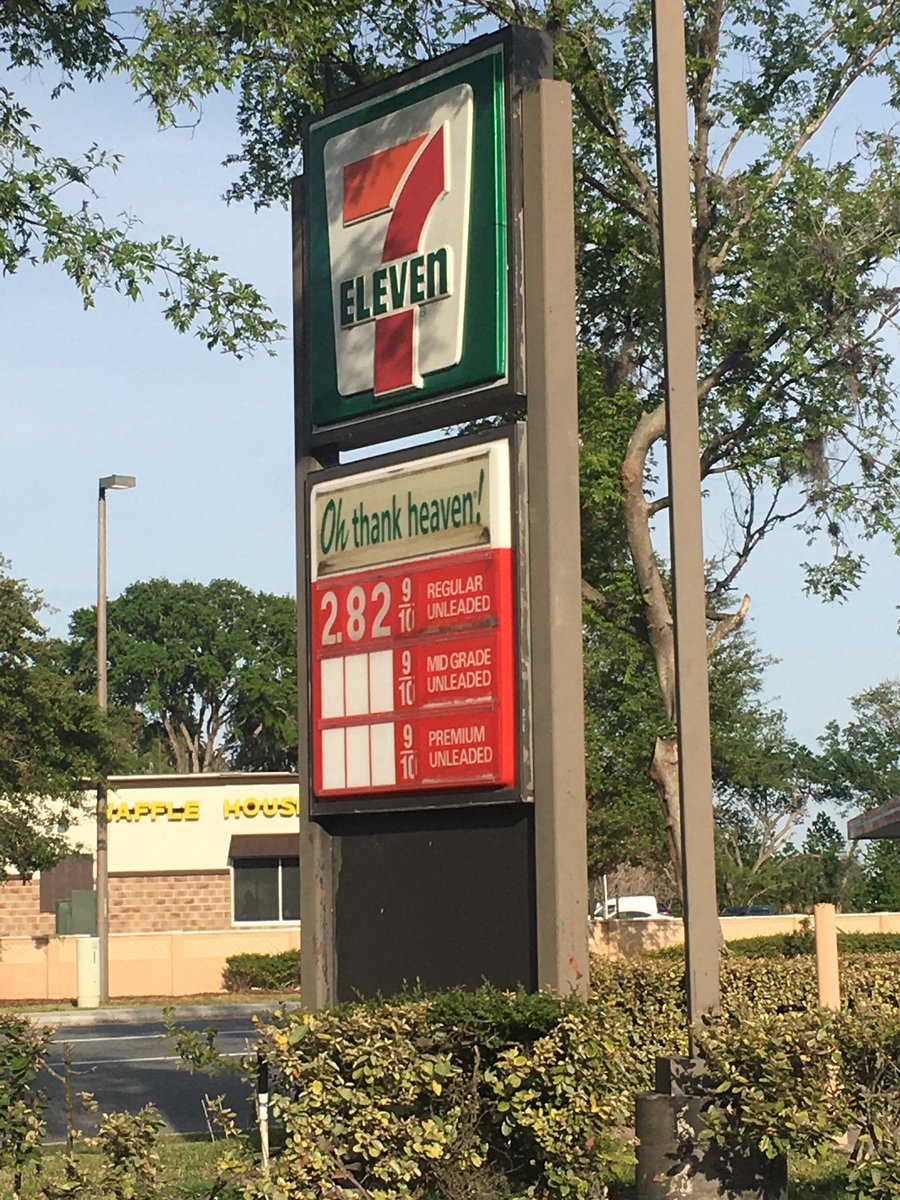 7
ELEVEn
Oh thank heaven!
2.82 9/10 REGULAR
UNLEADED
9/10 MID GRADE
UNLEADED
9/10 PREMIUM
UNLEADED
WAFFLE HOUSE